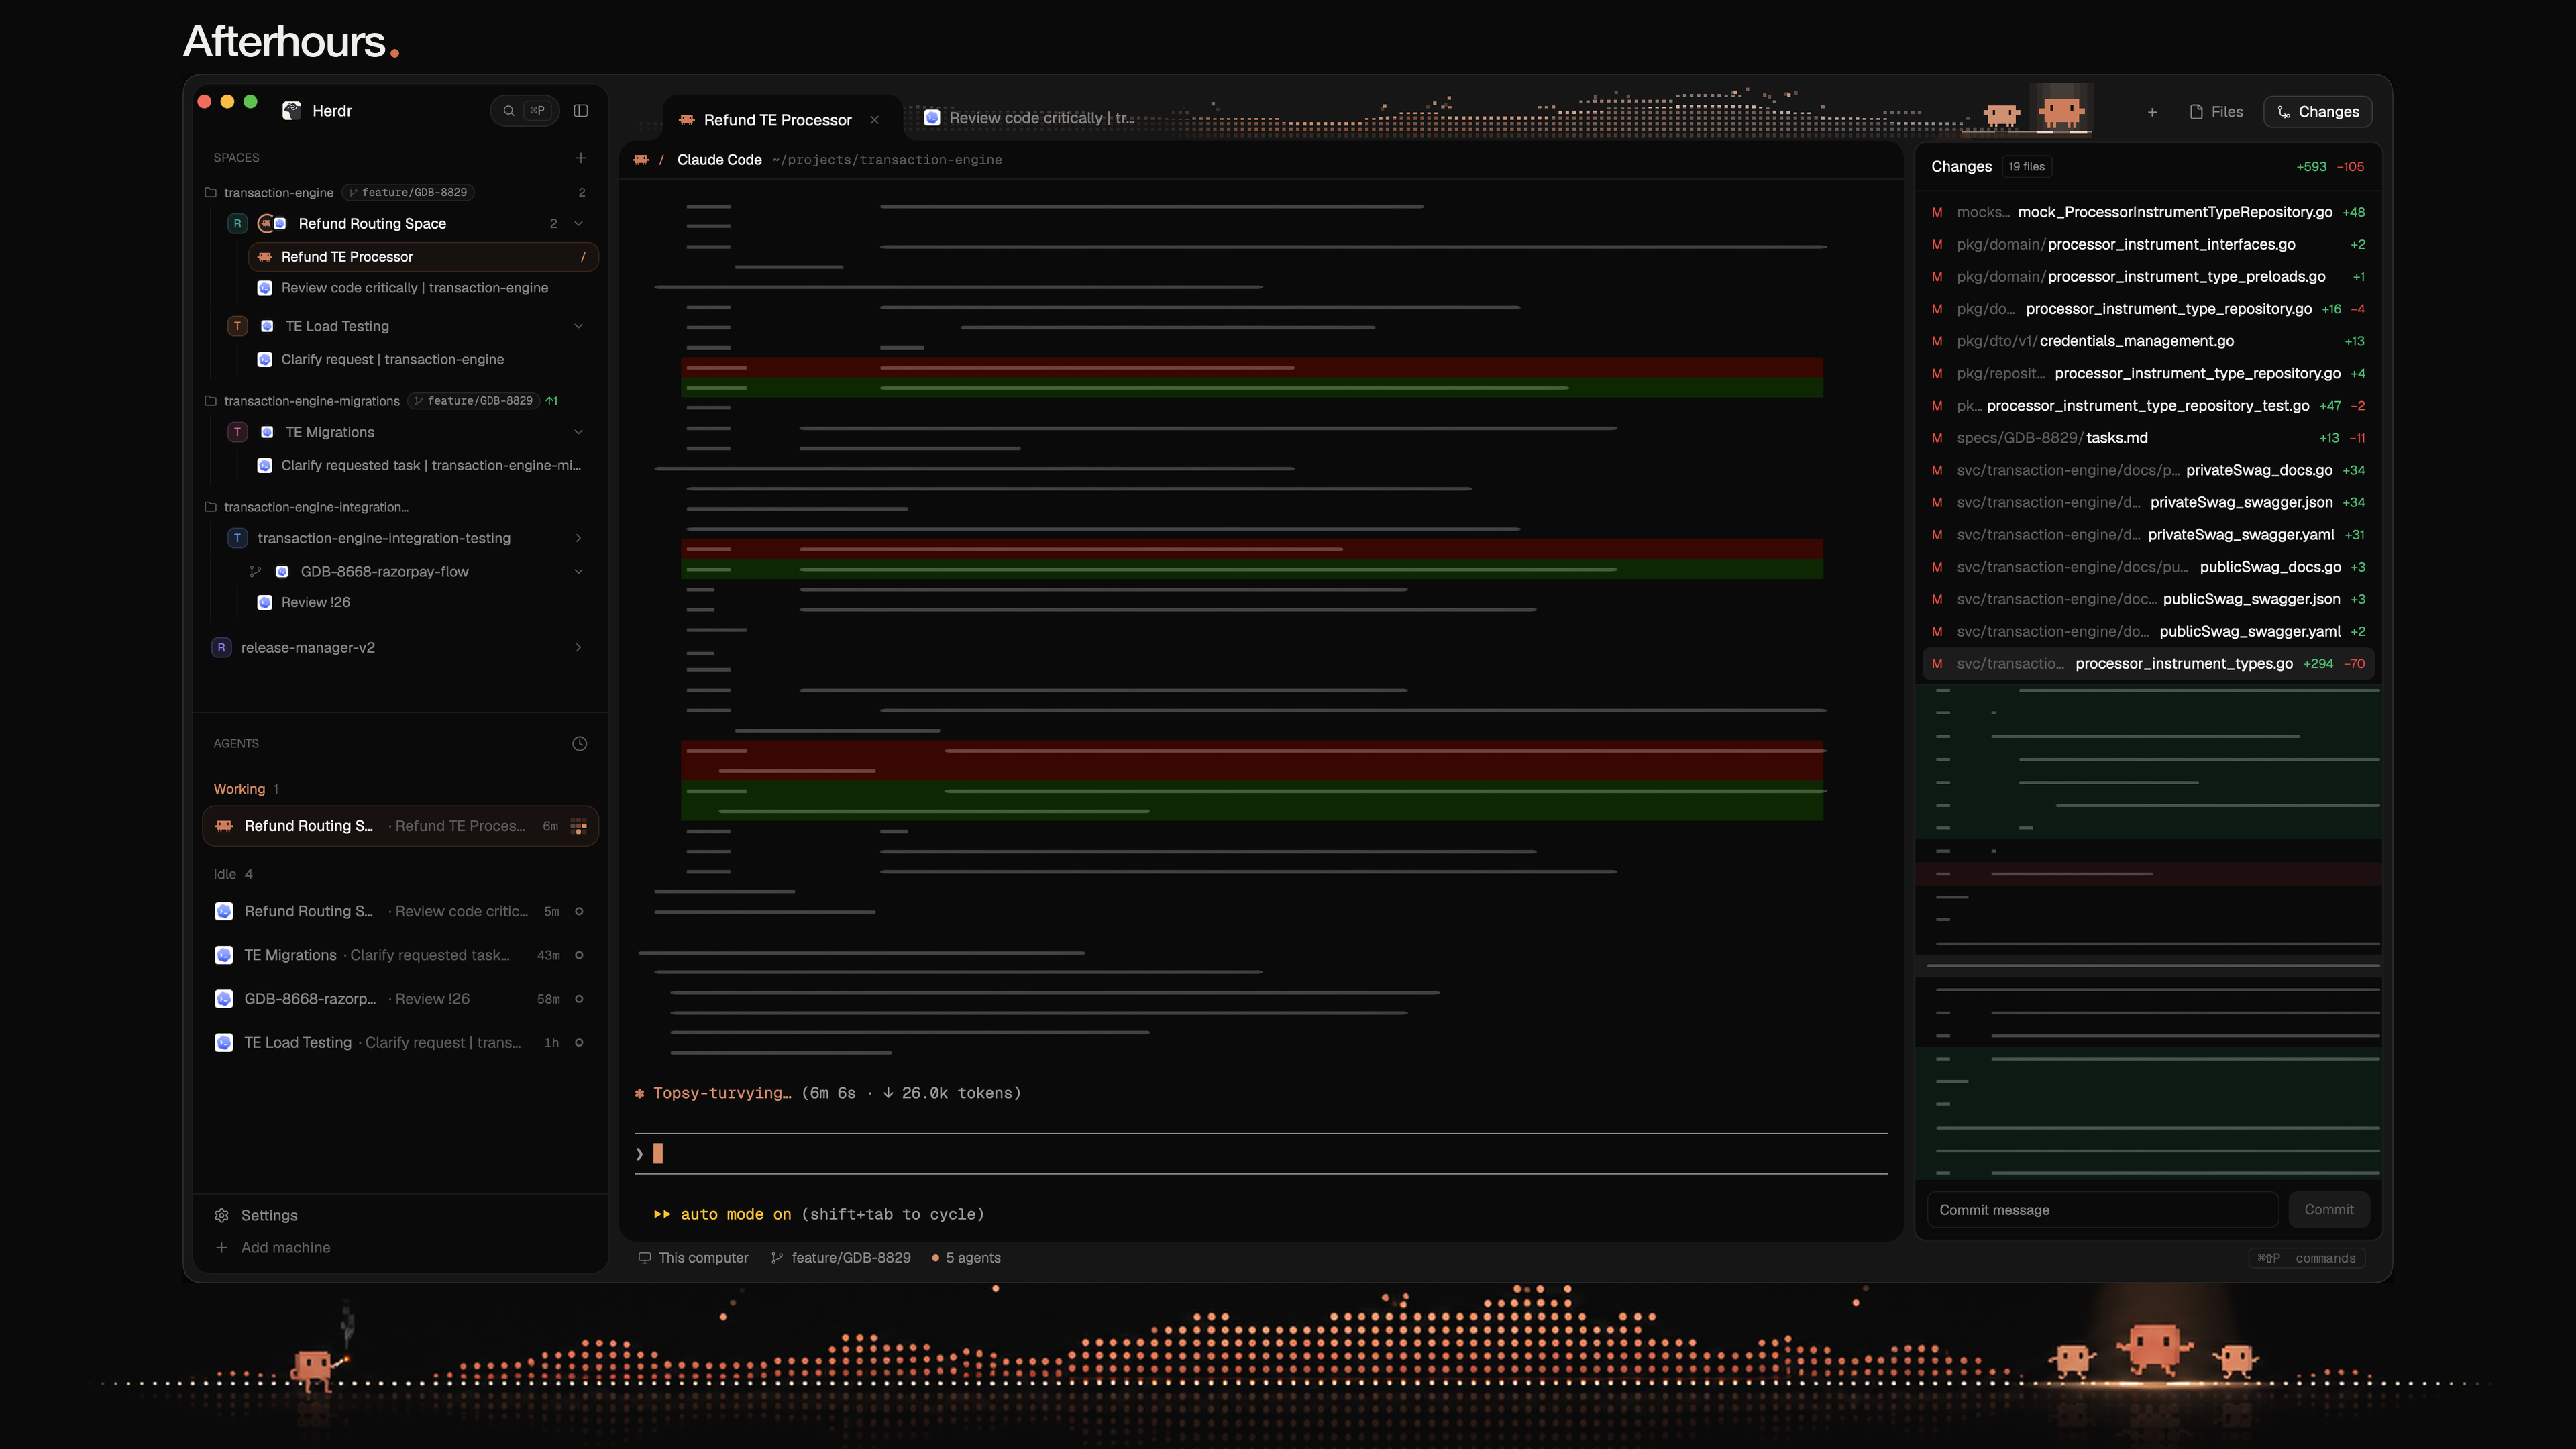 Afterhours.
Herdr
⌘P
SPACES
transaction-engine feature/GDB-8829 2
R Refund Routing Space 2
Refund TE Processor /
Review code critically | transaction-engine
T TE Load Testing
Clarify request | transaction-engine
transaction-engine-migrations feature/GDB-8829 ↑1
T TE Migrations
Clarify requested task | transaction-engine-mi...
transaction-engine-integration...
T transaction-engine-integration-testing
GDB-8668-razorpay-flow
Review !26
R release-manager-v2
AGENTS
Working 1
Refund Routing S... · Refund TE Proces... 6m
Idle 4
Refund Routing S... · Review code critic... 5m
TE Migrations · Clarify requested task... 43m
GDB-8668-razorp... · Review !26 58m
TE Load Testing · Clarify request | trans... 1h
Settings
+ Add machine
Refund TE Processor ×
Review code critically | tr...
+
Files
Changes
/ Claude Code ~/projects/transaction-engine
✽ Topsy-turvying… (6m 6s · ↓ 26.0k tokens)
❯
▸▸ auto mode on (shift+tab to cycle)
This computer feature/GDB-8829 5 agents
Changes 19 files +593 −105
M mocks... mock_ProcessorInstrumentTypeRepository.go +48
M pkg/domain/processor_instrument_interfaces.go +2
M pkg/domain/processor_instrument_type_preloads.go +1
M pkg/do... processor_instrument_type_repository.go +16 −4
M pkg/dto/v1/credentials_management.go +13
M pkg/reposit... processor_instrument_type_repository.go +4
M pk... processor_instrument_type_repository_test.go +47 −2
M specs/GDB-8829/tasks.md +13 −11
M svc/transaction-engine/docs/p... privateSwag_docs.go +34
M svc/transaction-engine/d... privateSwag_swagger.json +34
M svc/transaction-engine/d... privateSwag_swagger.yaml +31
M svc/transaction-engine/docs/pu... publicSwag_docs.go +3
M svc/transaction-engine/doc... publicSwag_swagger.json +3
M svc/transaction-engine/do... publicSwag_swagger.yaml +2
M svc/transactio... processor_instrument_types.go +294 −70
Commit message
Commit
⌘⇧P commands